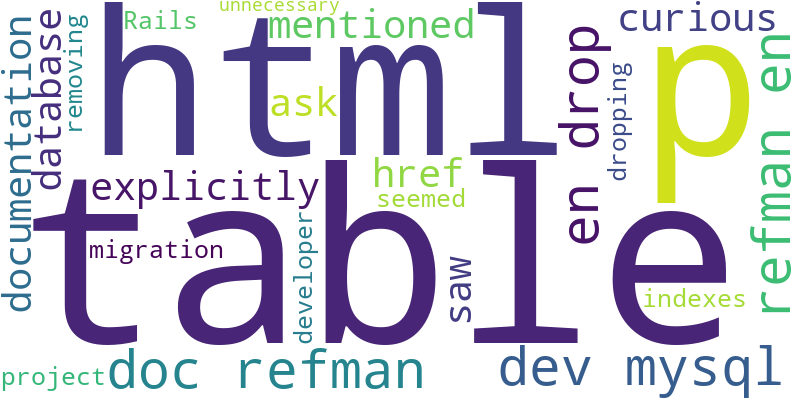 unnecessary
Rails
mentioned
curious
documentation
database
removing
html
p
ask
en drop
dropping
refman en
explicitly
href
seemed
table
migration
developer
saw
indexes
project
doc refman
dev mysql